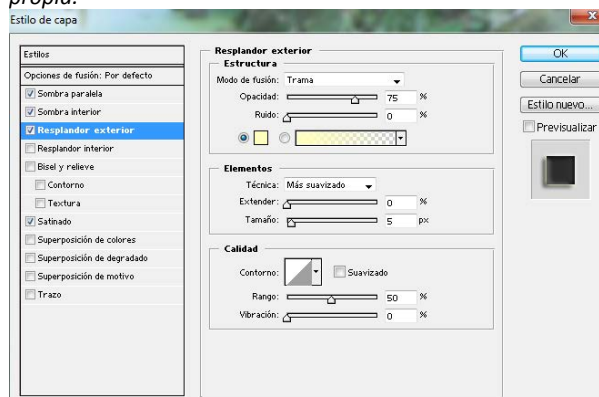 propia.
Estilo de capa
Estilos
Opciones de fusión: Por defecto
Sombra paralela
Sombra interior
Resplandor exterior
Resplandor interior
Bisel y relieve
Contorno
Textura
Satinado
Superposición de colores
Superposición de degradado
Superposición de motivo
Trazo
Resplandor exterior
Estructura
Modo de fusión: Trama
Opacidad: 75 %
Ruido: 0 %
Elementos
Técnica: Más suavizado
Extender: 0 %
Tamaño: 5 px
Calidad
Contorno: Suavizado
Rango: 50 %
Vibración: 0 %
OK
Cancelar
Estilo nuevo...
Previsualizar